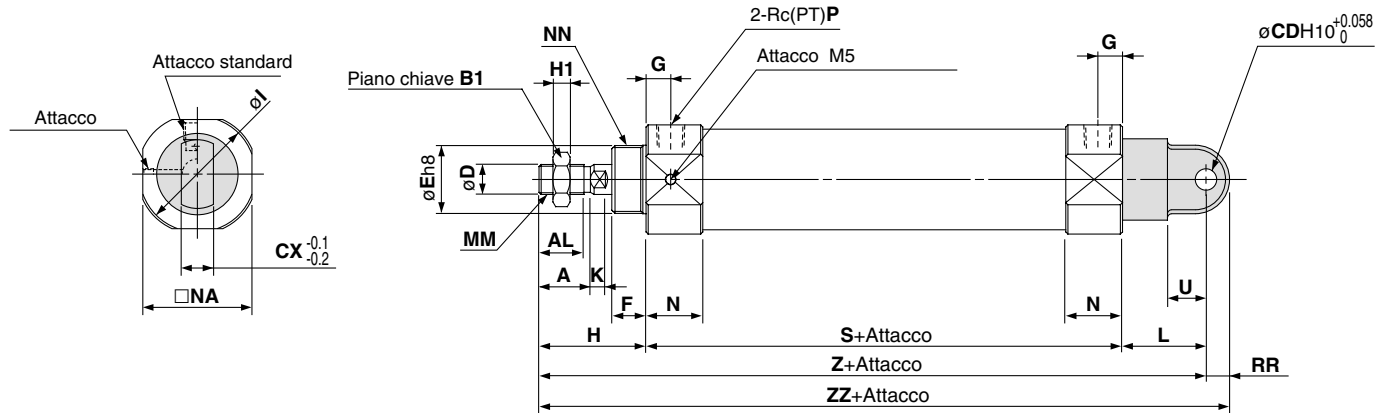 Attacco standard
øI
Attacco
CX -0.1 -0.2
□NA
2-Rc(PT)P
NN
Attacco M5
øCDH10 +0.058 0
H1
G
G
Piano chiave B1
øEh8
øD
MM
AL
A
K
U
F
N
N
H
S+Attacco
L
Z+Attacco
RR
ZZ+Attacco